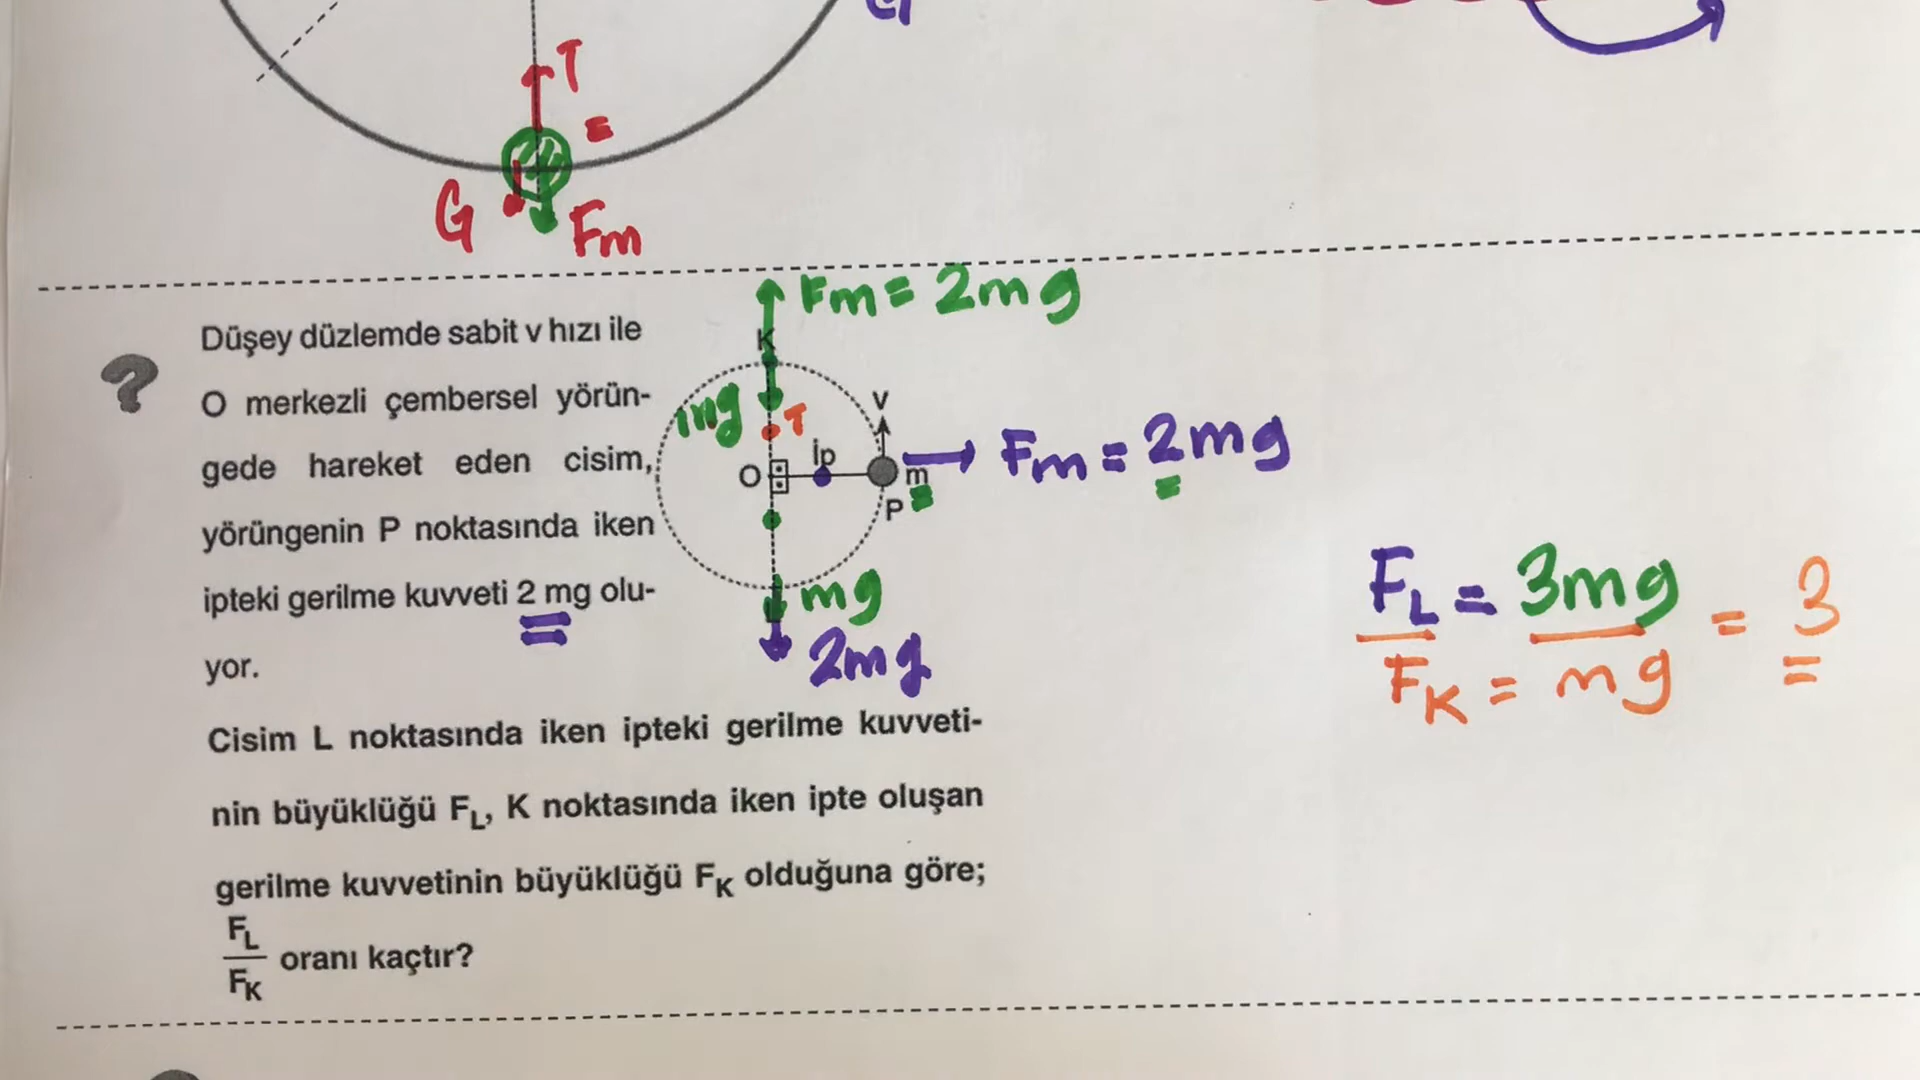 T
=
G
Fm
Düşey düzlemde sabit v hızı ile
O merkezli çembersel yörün-
gede hareket eden cisim,
yörüngenin P noktasında iken
ipteki gerilme kuvveti 2 mg olu-
yor.
Fm = 2mg
K
mg
T
V
O
İp
m
P
Fm = 2mg
mg
2mg
FL = 3mg = 3
FK = mg
Cisim L noktasında iken ipteki gerilme kuvveti-
nin büyüklüğü FL, K noktasında iken ipte oluşan
gerilme kuvvetinin büyüklüğü FK olduğuna göre;
FL
FK
oranı kaçtır?